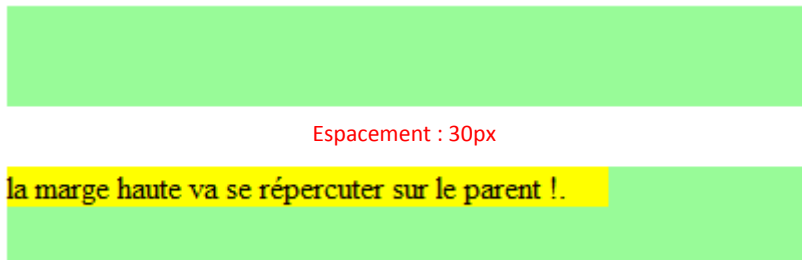 Espacement : 30px
la marge haute va se répercuter sur le parent !.